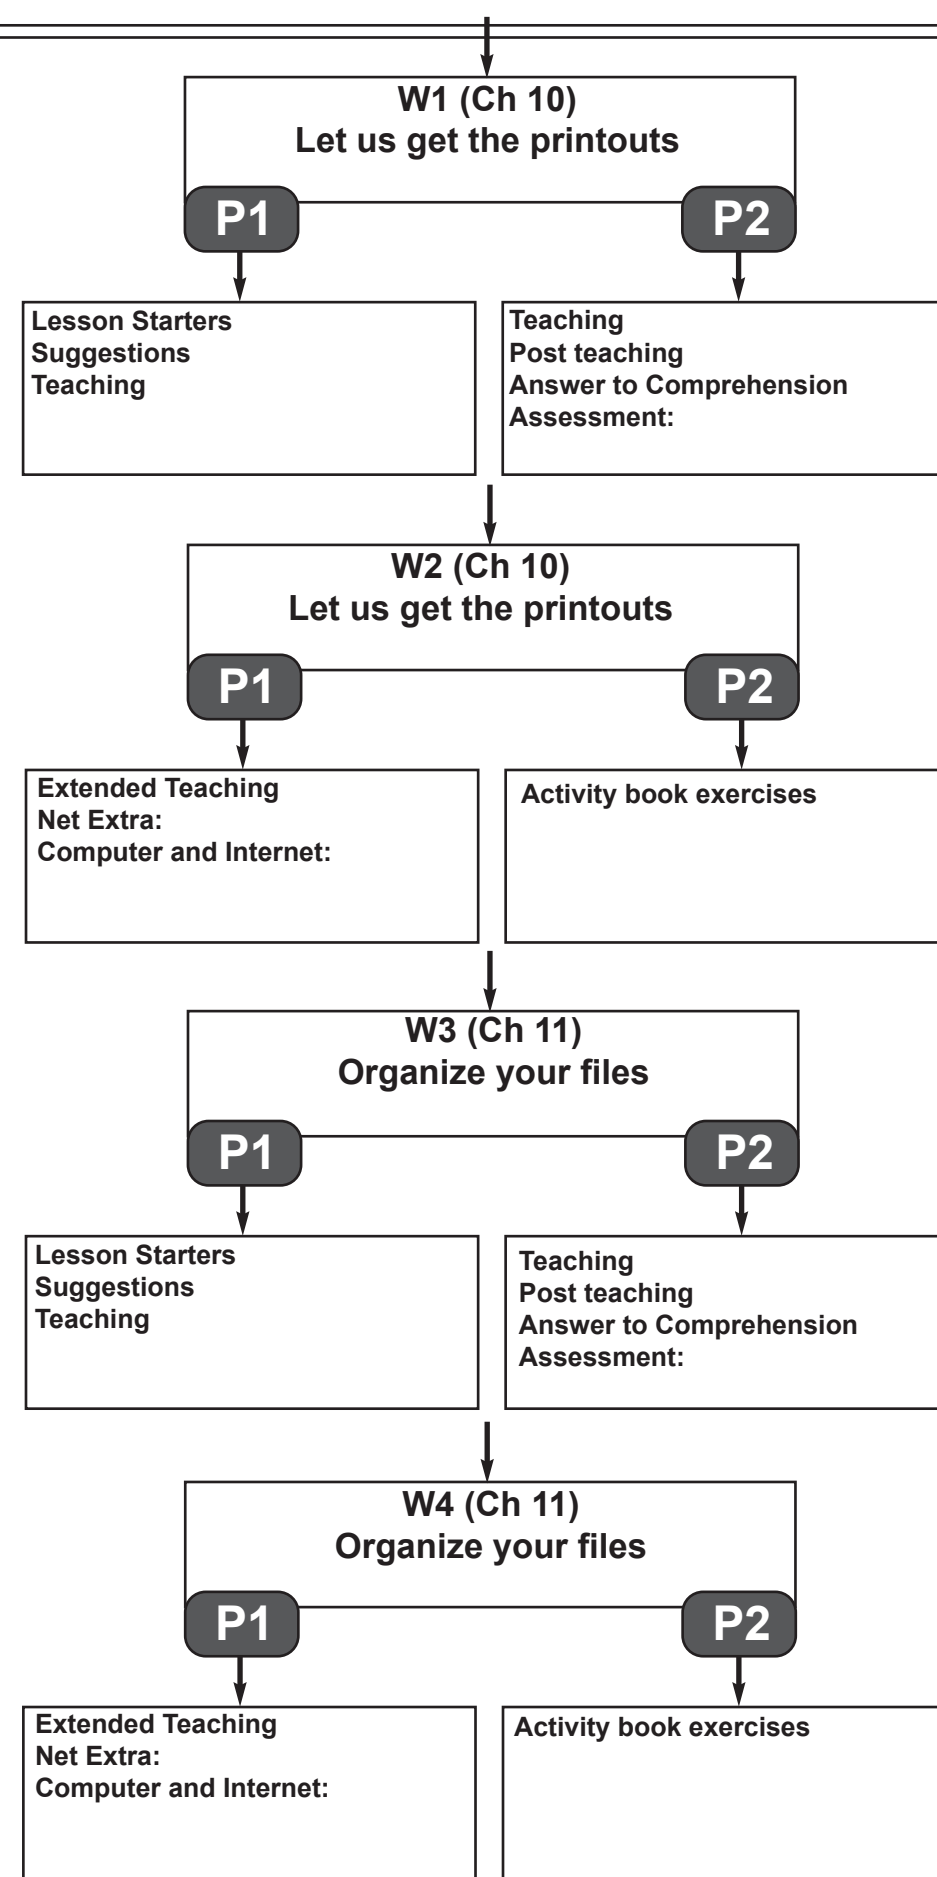 W1 (Ch 10)
Let us get the printouts
P1
P2
Lesson Starters
Suggestions
Teaching
Teaching
Post teaching
Answer to Comprehension
Assessment:
W2 (Ch 10)
Let us get the printouts
P1
P2
Extended Teaching
Net Extra:
Computer and Internet:
Activity book exercises
W3 (Ch 11)
Organize your files
P1
P2
Lesson Starters
Suggestions
Teaching
Teaching
Post teaching
Answer to Comprehension
Assessment:
W4 (Ch 11)
Organize your files
P1
P2
Extended Teaching
Net Extra:
Computer and Internet:
Activity book exercises